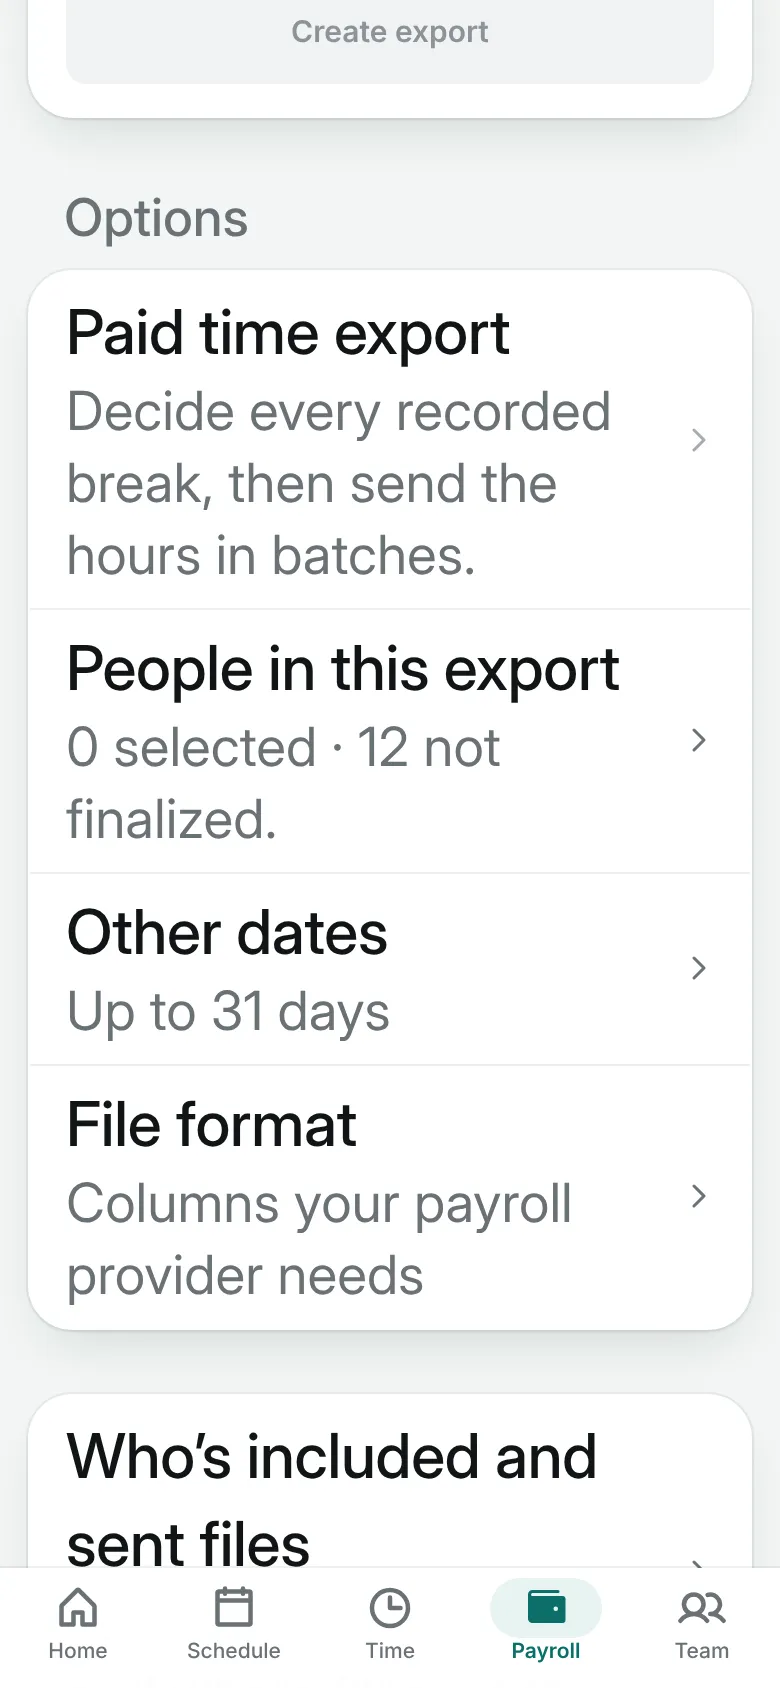 Create export
Options
Paid time export
Decide every recorded
break, then send the
hours in batches.
People in this export
0 selected · 12 not
finalized.
Other dates
Up to 31 days
File format
Columns your payroll
provider needs
Who’s included and
sent files
Home
Schedule
Time
Payroll
Team